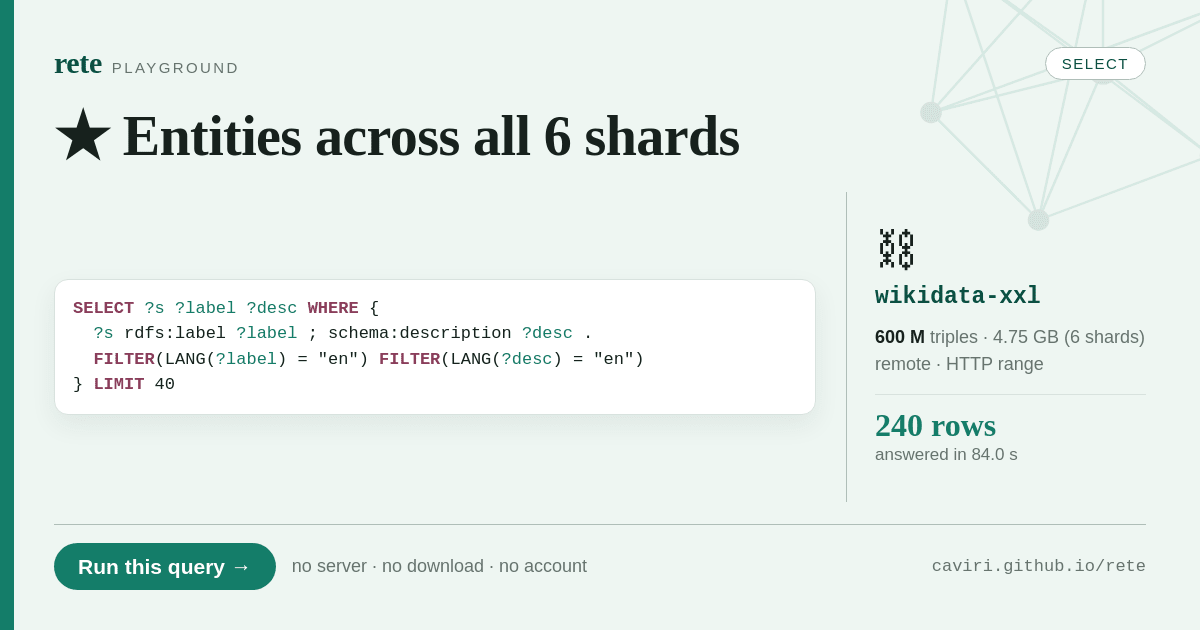 rete PLAYGROUND
SELECT
★ Entities across all 6 shards
SELECT ?s ?label ?desc WHERE {
  ?s rdfs:label ?label ; schema:description ?desc .
  FILTER(LANG(?label) = "en") FILTER(LANG(?desc) = "en")
} LIMIT 40
wikidata-xxl
600 M triples · 4.75 GB (6 shards)
remote · HTTP range
240 rows
answered in 84.0 s
Run this query →
no server · no download · no account
caviri.github.io/rete